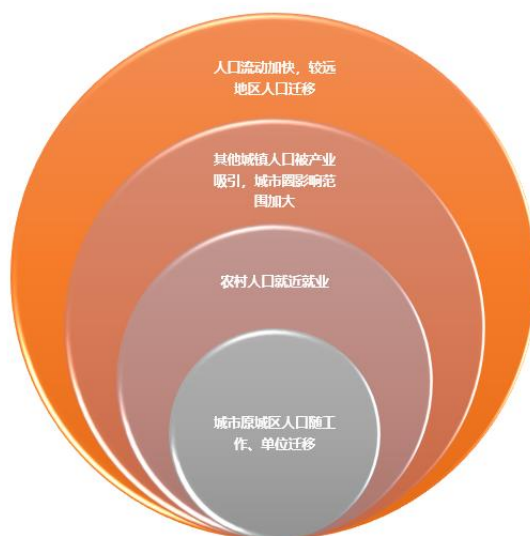 人口流动加快，较远
地区人口迁移
其他城镇人口被产业
吸引，城市圈影响范
围加大
农村人口就近就业
城市原城区人口随工
作、单位迁移